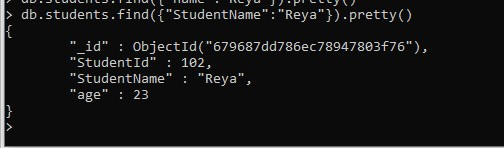 > db.students.find({"name":"Reya"}).pretty()
> db.students.find({"StudentName":"Reya"}).pretty()
{
        "_id" : ObjectId("679687dd786ec78947803f76"),
        "StudentId" : 102,
        "StudentName" : "Reya",
        "age" : 23
}
>